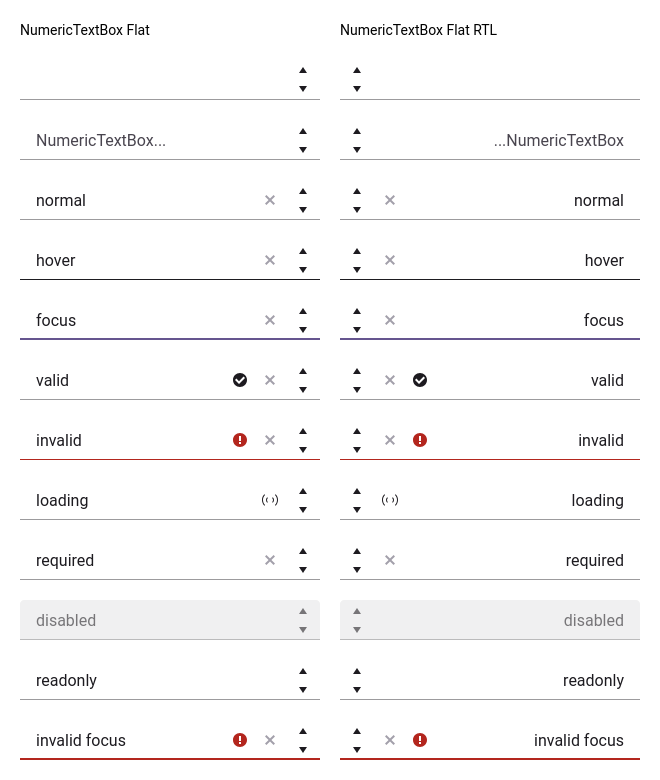 NumericTextBox Flat NumericTextBox Flat RTL
NumericTextBox... ...NumericTextBox
normal normal
hover hover
focus focus
valid valid
invalid invalid
loading loading
required required
disabled disabled
readonly readonly
invalid focus invalid focus